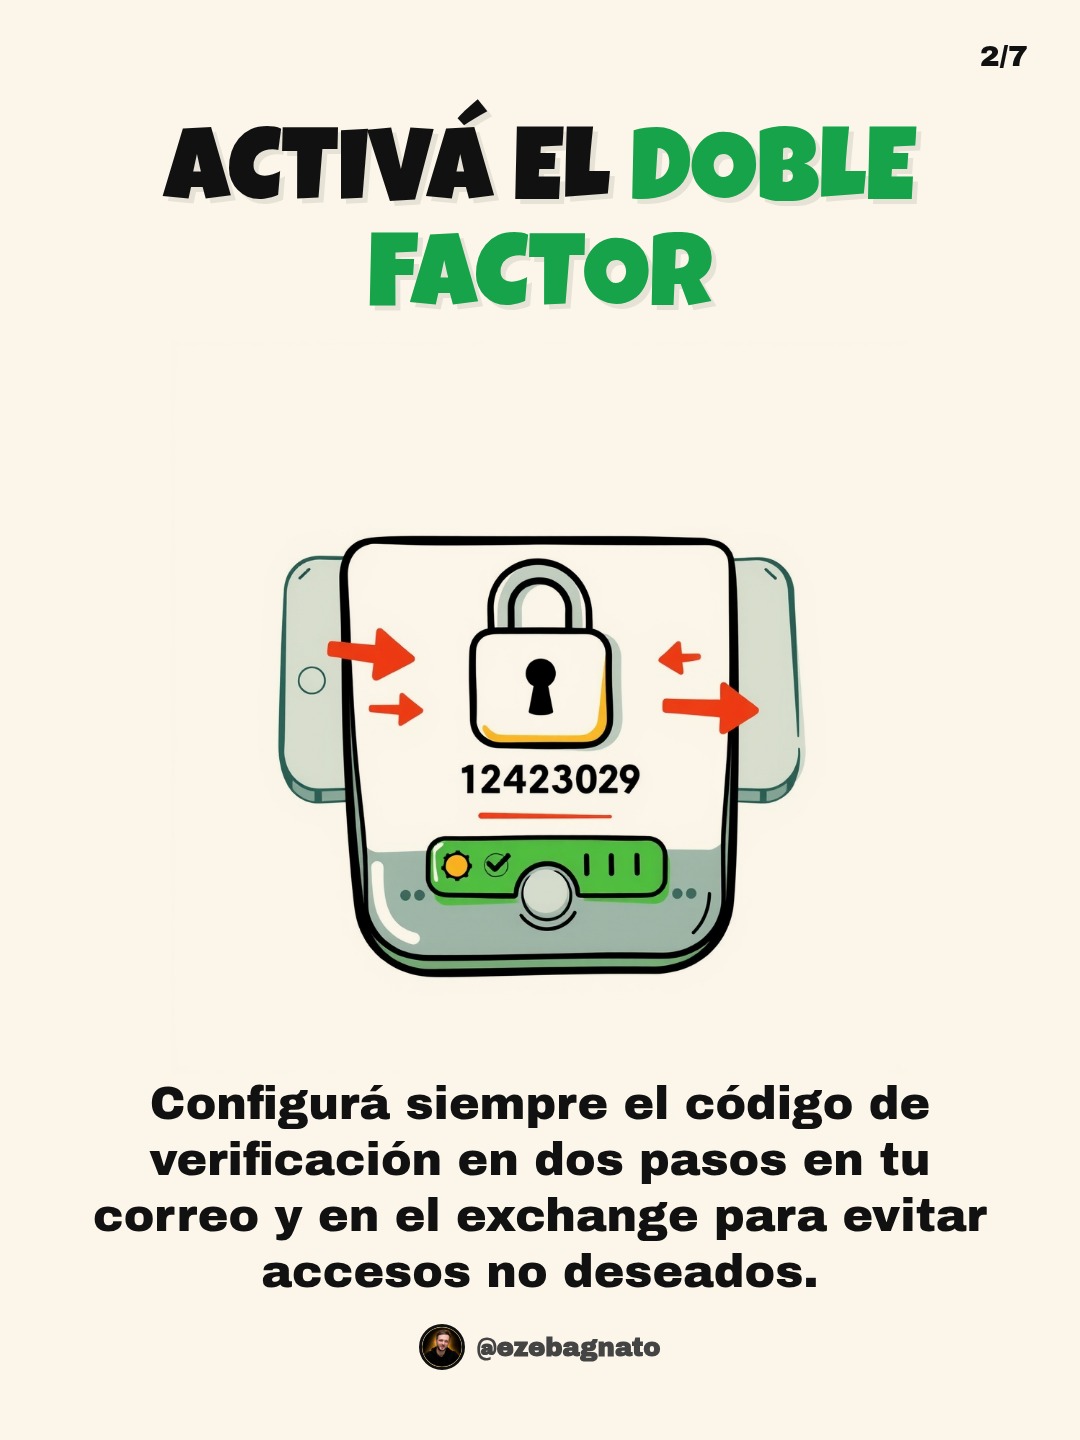 2/7
ACTIVÁ EL DOBLE
FACTOR
12423029
Configurá siempre el código de
verificación en dos pasos en tu
correo y en el exchange para evitar
accesos no deseados.
@ezebagnato